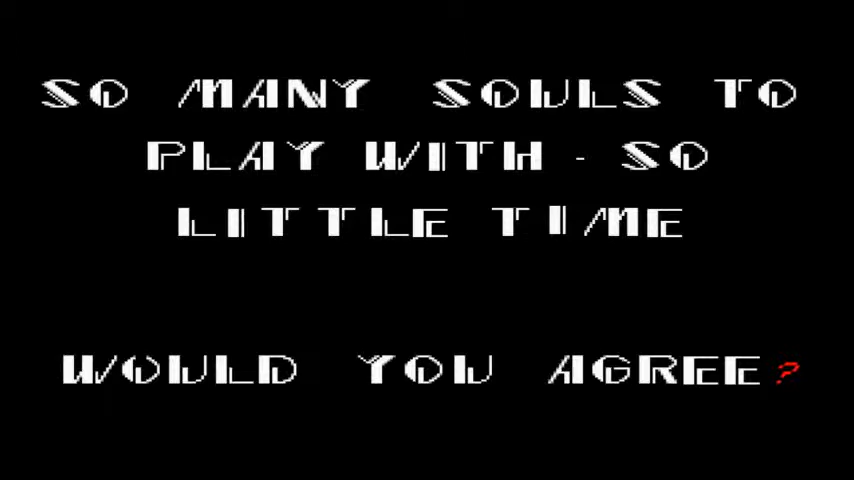 SO MANY SOULS TO
PLAY WITH - SO
LITTLE TIME
WOULD YOU AGREE?